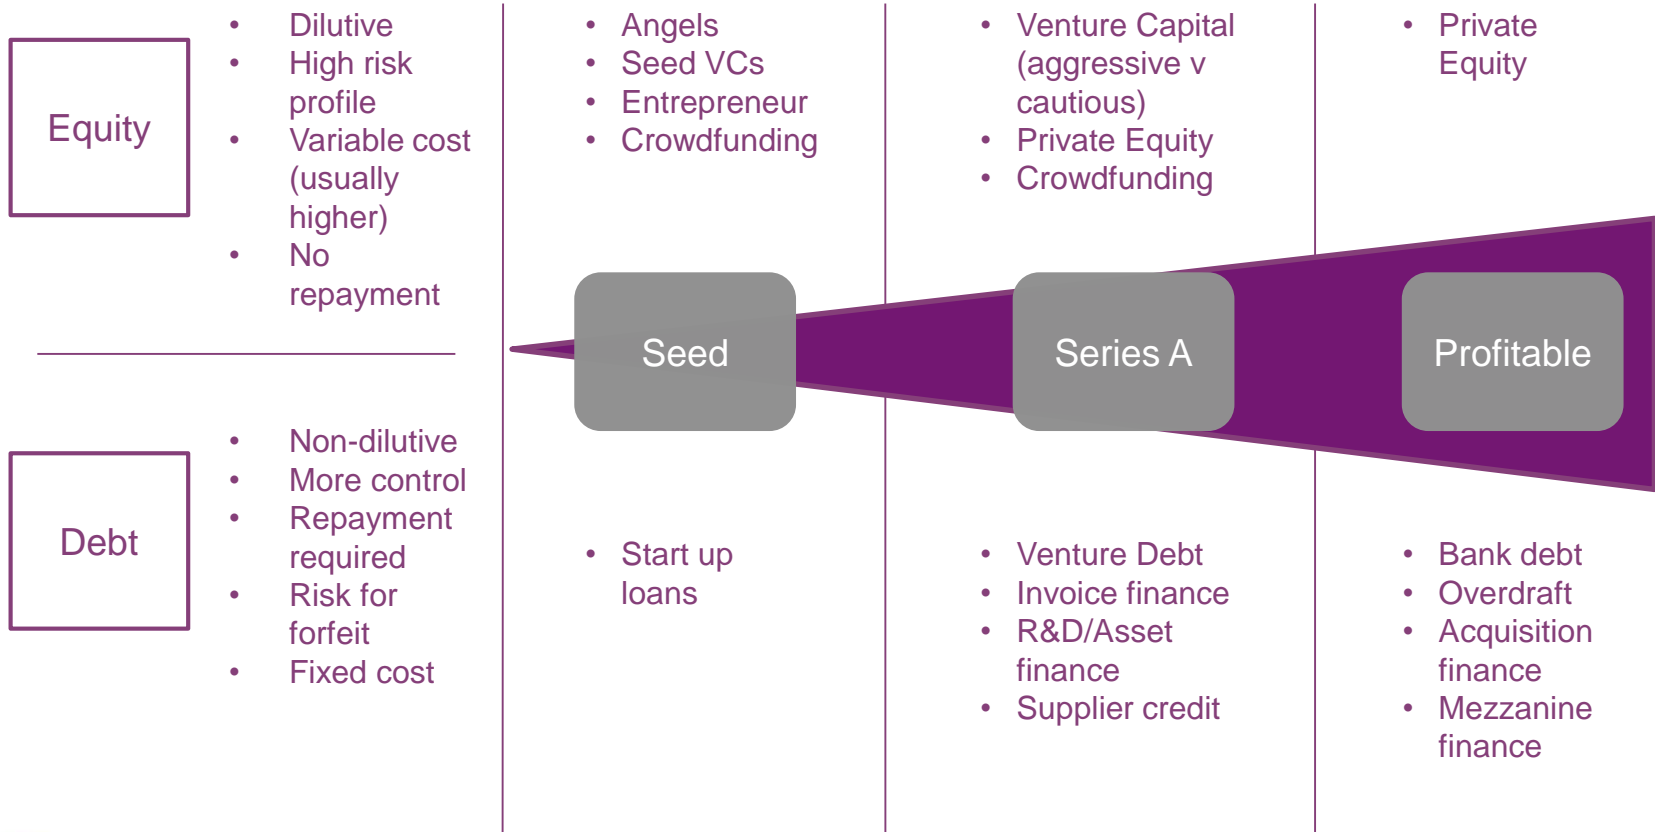 Equity
• Dilutive
• High risk
profile
• Variable cost
(usually
higher)
• No
repayment
• Angels
• Seed VCs
• Entrepreneur
• Crowdfunding
• Venture Capital
(aggressive v
cautious)
• Private Equity
• Crowdfunding
• Private
Equity
Seed
Series A
Profitable
Debt
• Non-dilutive
• More control
• Repayment
required
• Risk for
forfeit
• Fixed cost
• Start up
loans
• Venture Debt
• Invoice finance
• R&D/Asset
finance
• Supplier credit
• Bank debt
• Overdraft
• Acquisition
finance
• Mezzanine
finance